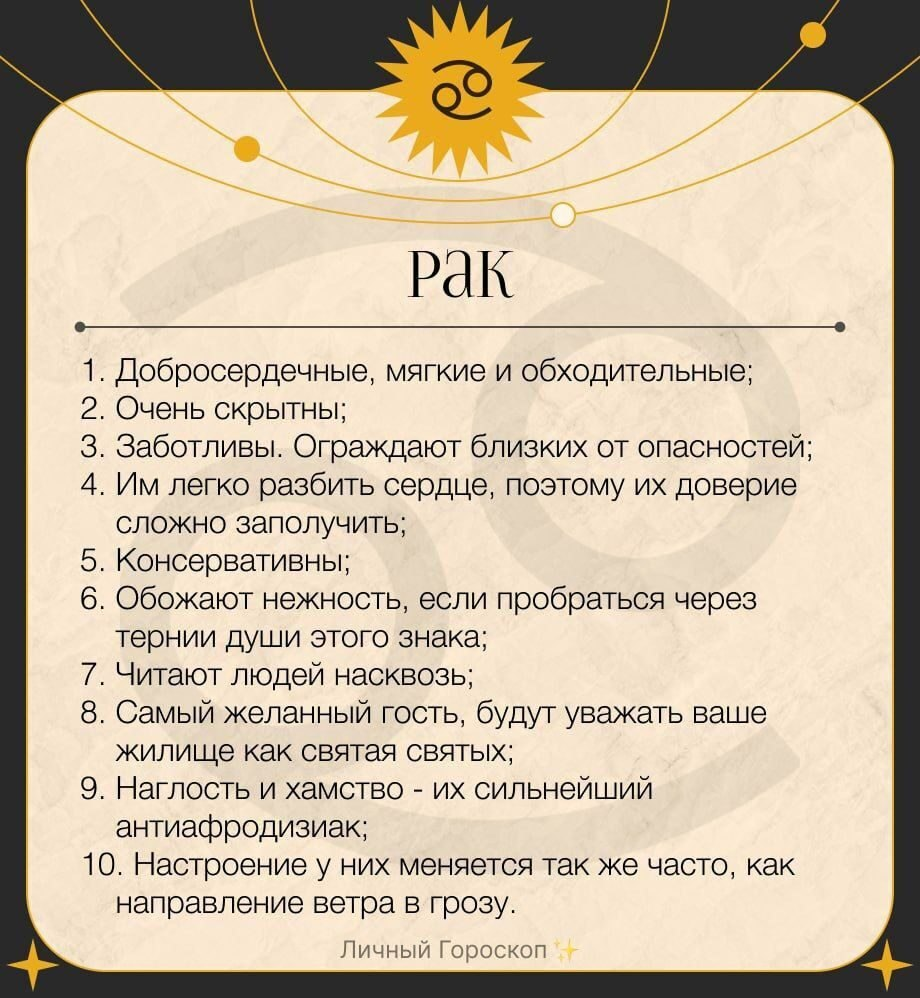 Рак
1. Добросердечные, мягкие и обходительные;
2. Очень скрытны;
3. Заботливы. Ограждают близких от опасностей;
4. Им легко разбить сердце, поэтому их доверие
сложно заполучить;
5. Консервативны;
6. Обожают нежность, если пробраться через
тернии души этого знака;
7. Читают людей насквозь;
8. Самый желанный гость, будут уважать ваше
жилище как святая святых;
9. Наглость и хамство - их сильнейший
антиафродизиак;
10. Настроение у них меняется так же часто, как
направление ветра в грозу.
Личный Гороскоп ✨